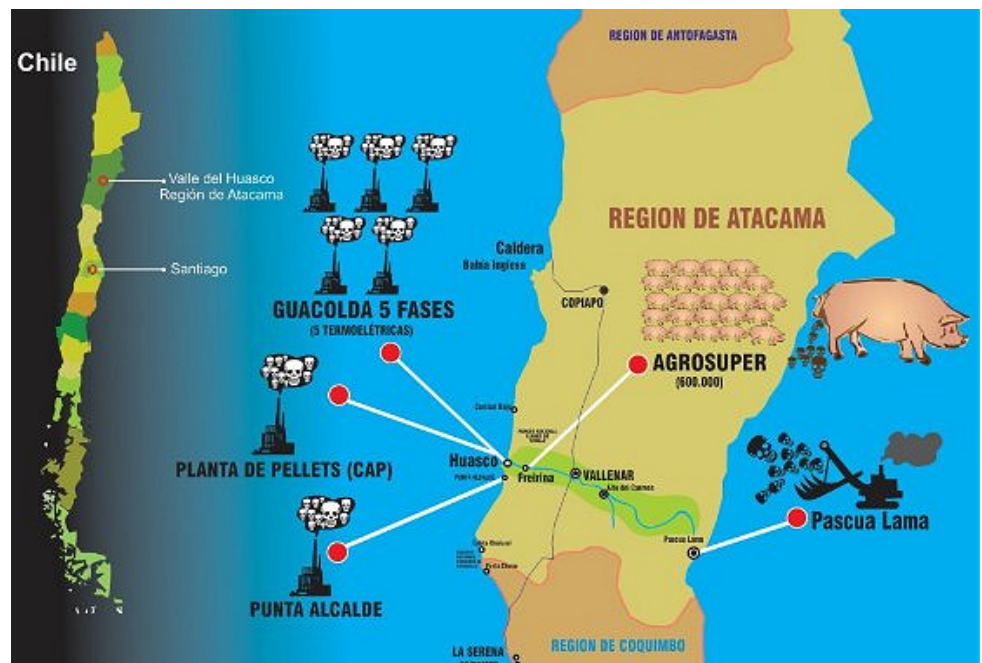 Chile
Valle del Huasco
Región de Atacama
Santiago
REGION DE ANTOFAGASTA
REGION DE ATACAMA
Caldera
Bahia Inglesa
COPIAPO
GUACOLDA 5 FASES
(5 TERMOELÉTRICAS)
AGROSUPER
(600.000)
PLANTA DE PELLETS (CAP)
Huasco
Freirina
VALLENAR
Alto del Carmen
PUNTA ALCALDE
Pascua Lama
Pascua Lama
PUNTA ALCALDE
LA SERENA
REGION DE COQUIMBO